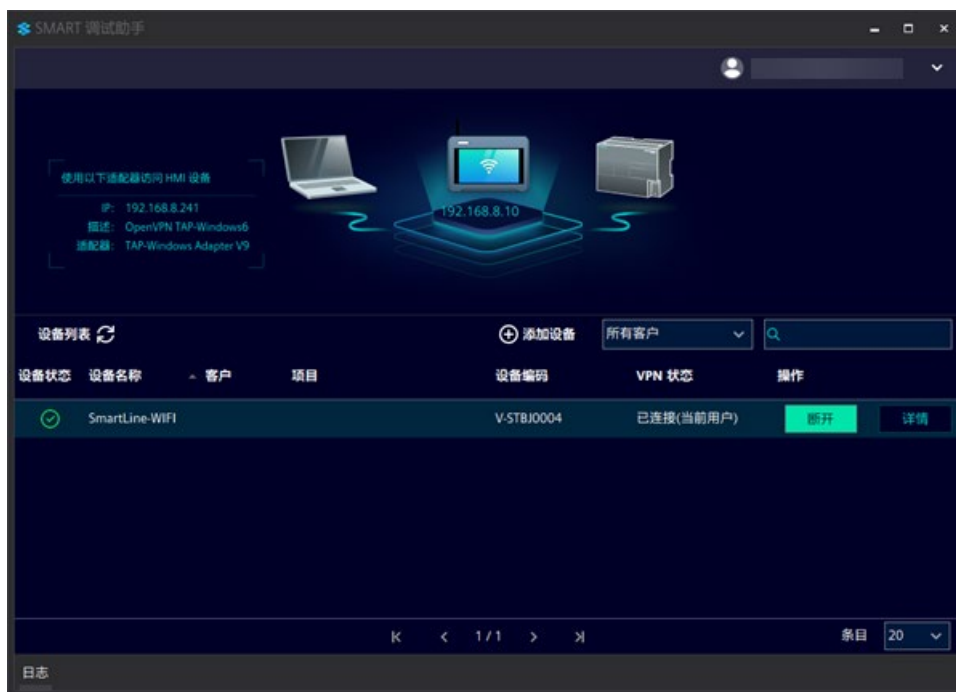 SMART 调试助手
使用以下适配器访问 HMI 设备
IP: 192.168.8.241
描述: OpenVPN TAP-Windows6
适配器: TAP-Windows Adapter V9
192.168.8.10
设备列表 添加设备 所有客户
设备状态 设备名称 客户 项目 设备编码 VPN 状态 操作
SmartLine-WIFI V-STBJ0004 已连接(当前用户) 断开 详情
1 / 1 条目 20
日志